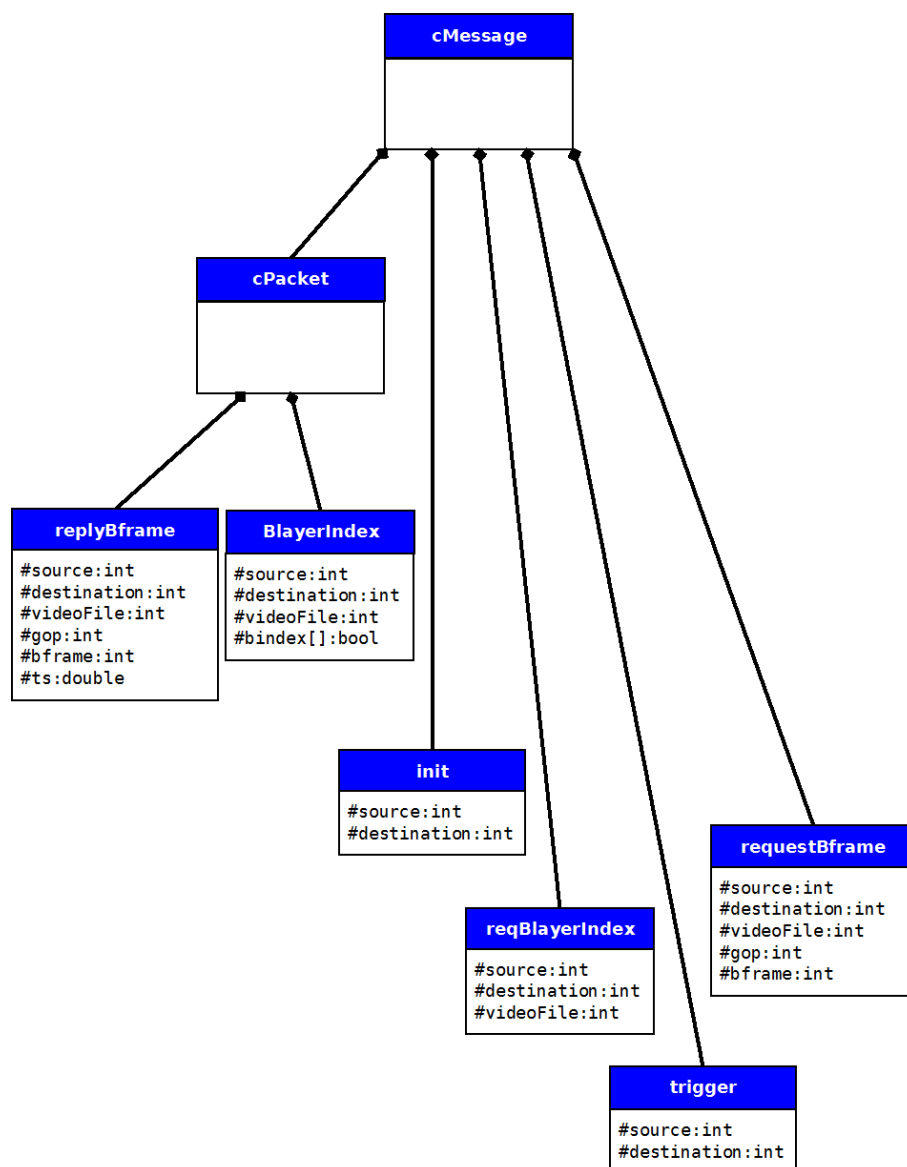 cMessage
cPacket
replyBframe
#source:int
#destination:int
#videoFile:int
#gop:int
#bframe:int
#ts:double
BlayerIndex
#source:int
#destination:int
#videoFile:int
#bindex[]:bool
init
#source:int
#destination:int
requestBframe
#source:int
#destination:int
#videoFile:int
#gop:int
#bframe:int
reqBlayerIndex
#source:int
#destination:int
#videoFile:int
trigger
#source:int
#destination:int